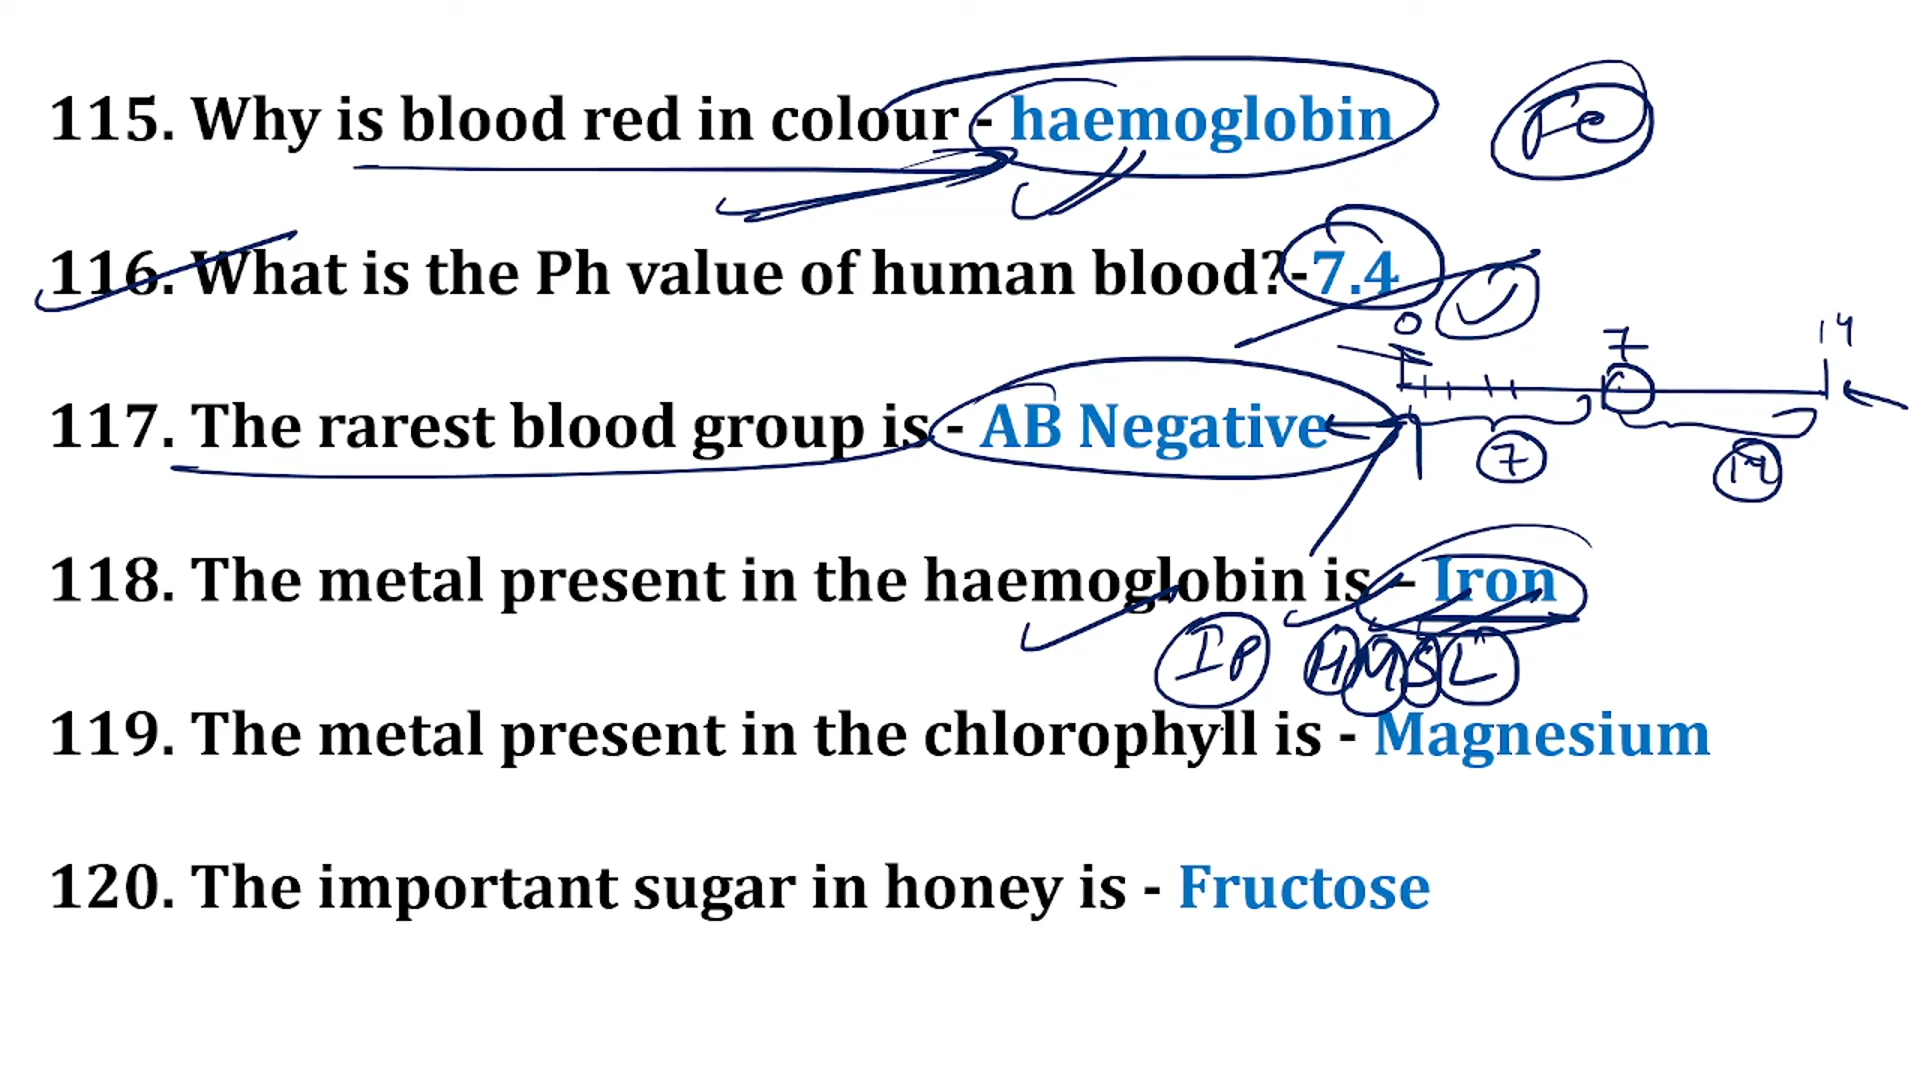 115. Why is blood red in colour - haemoglobin Fe
116. What is the Ph value of human blood?-7.4
0 7 14
117. The rarest blood group is - AB Negative
7 14
118. The metal present in the haemoglobin is - Iron
H M S L
119. The metal present in the chlorophyll is - Magnesium
120. The important sugar in honey is - Fructose